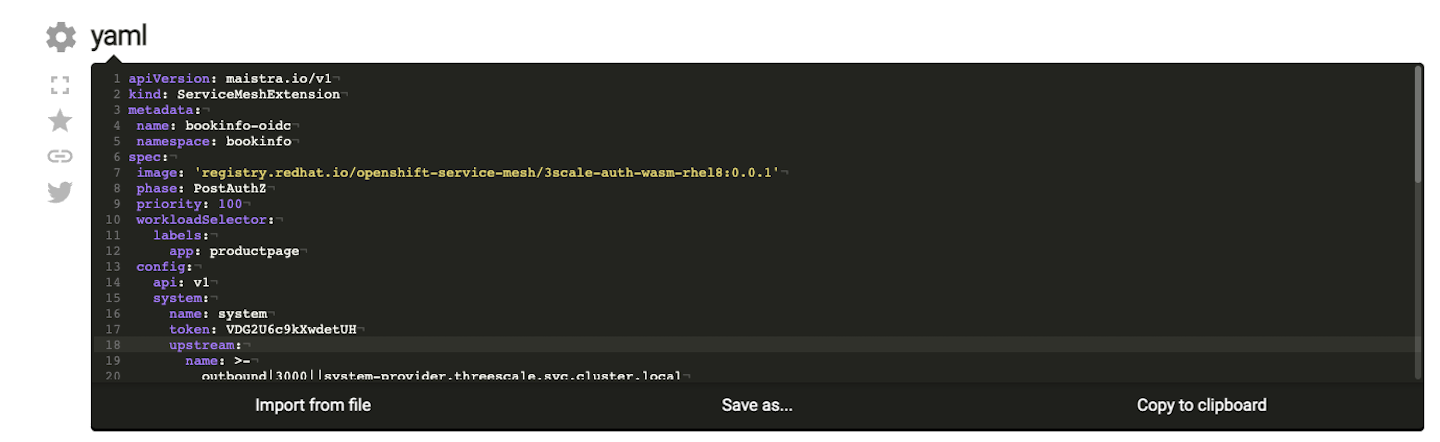 yaml
1 apiVersion: maistra.io/v1¬
2 kind: ServiceMeshExtension¬
3 metadata:¬
4  name: bookinfo-oidc¬
5  namespace: bookinfo¬
6 spec:¬
7  image: 'registry.redhat.io/openshift-service-mesh/3scale-auth-wasm-rhel8:0.0.1'¬
8  phase: PostAuthZ¬
9  priority: 100¬
10  workloadSelector:¬
11    labels:¬
12      app: productpage¬
13  config:¬
14    api: v1¬
15    system:¬
16      name: system¬
17      token: VDG2U6c9kXwdetUH¬
18      upstream:¬
19        name: >-¬
20          outbound|3000||system-provider.threescale.svc.cluster.local¬
Import from file Save as... Copy to clipboard